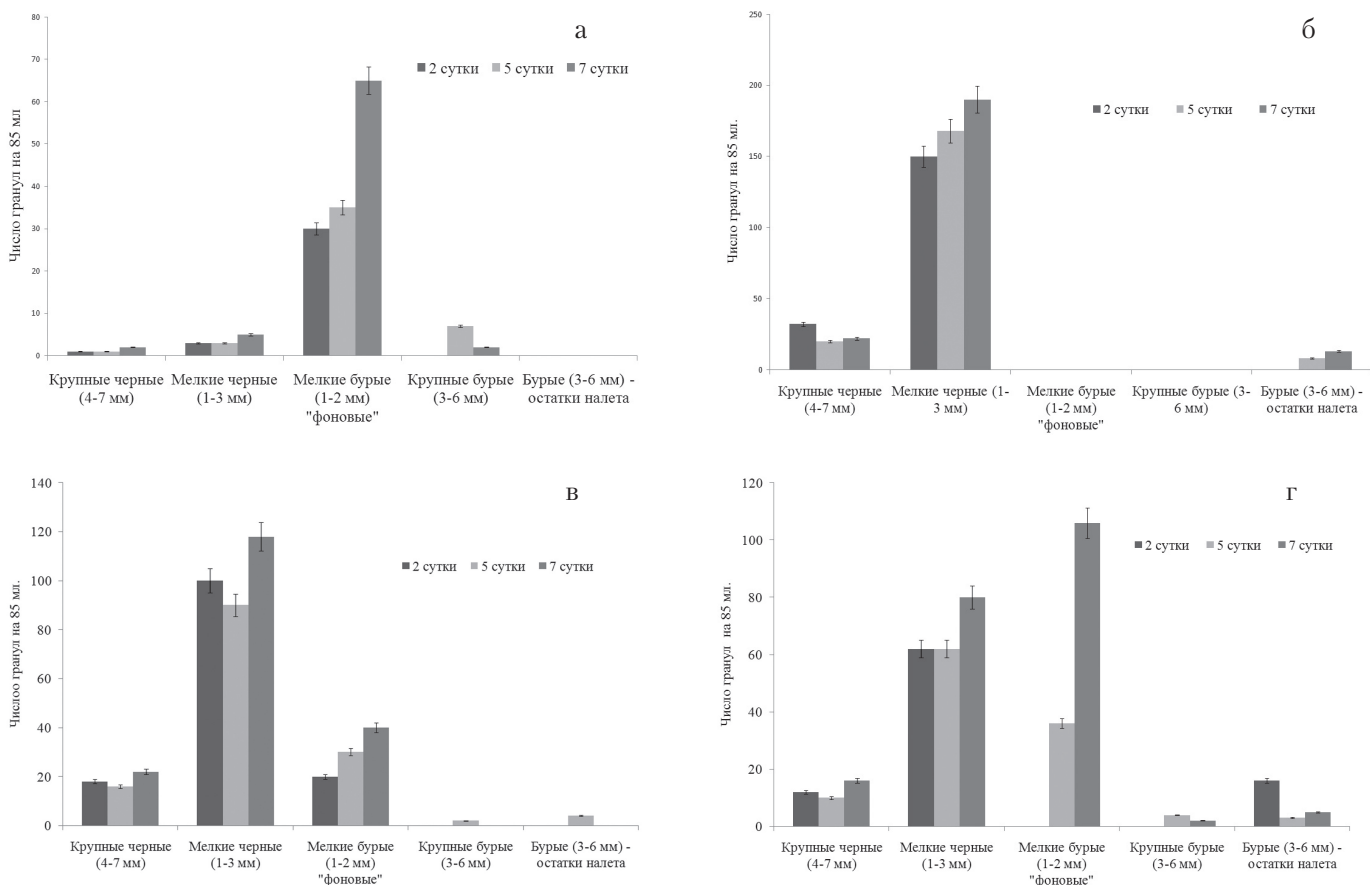 а
80
70
60
50
40
30
20
10
0
Число гранул на 85 мл
2 сутки 5 сутки 7 сутки
Крупные черные (4-7 мм)
Мелкие черные (1-3 мм)
Мелкие бурые (1-2 мм) "фоновые"
Крупные бурые (3-6 мм)
Бурые (3-6 мм) - остатки налета
б
250
200
150
100
50
0
Число гранул на 85 мл.
2 сутки 5 сутки 7 сутки
Крупные черные (4-7 мм)
Мелкие черные (1-3 мм)
Мелкие бурые (1-2 мм) "фоновые"
Крупные бурые (3-6 мм)
Бурые (3-6 мм) - остатки налета
в
140
120
100
80
60
40
20
0
Числоо гранул на 85 мл.
2 сутки 5 сутки 7 сутки
Крупные черные (4-7 мм)
Мелкие черные (1-3 мм)
Мелкие бурые (1-2 мм) "фоновые"
Крупные бурые (3-6 мм)
Бурые (3-6 мм) - остатки налета
г
120
100
80
60
40
20
0
Число гранул на 85 мл.
2 сутки 5 сутки 7 сутки
Крупные черные (4-7 мм)
Мелкие черные (1-3 мм)
Мелкие бурые (1-2 мм) "фоновые"
Крупные бурые (3-6 мм)
Бурые (3-6 мм) - остатки налета